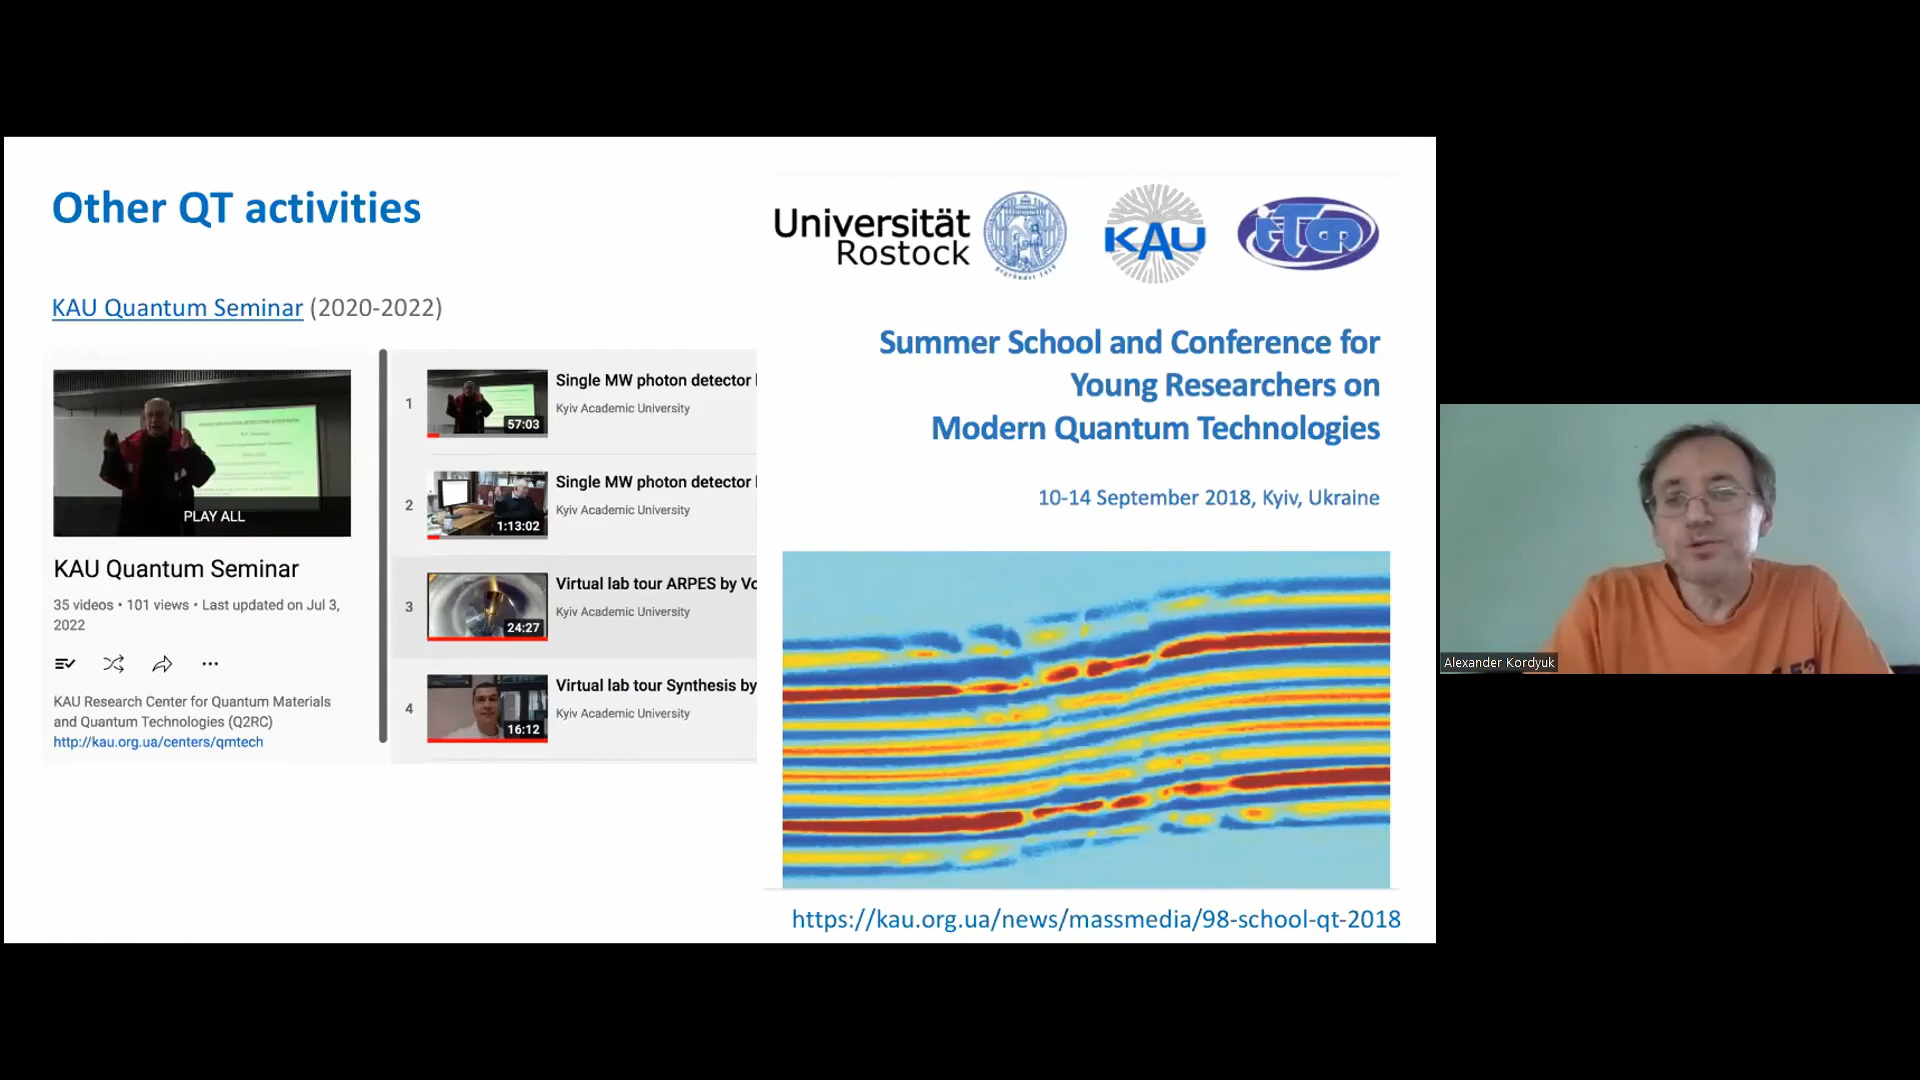 Other QT activities
KAU Quantum Seminar (2020-2022)
PLAY ALL
KAU Quantum Seminar
35 videos • 101 views • Last updated on Jul 3,
2022
KAU Research Center for Quantum Materials
and Quantum Technologies (Q2RC)
http://kau.org.ua/centers/qmtech
1
57:03
Single MW photon detector
Kyiv Academic University
2
1:13:02
Single MW photon detector
Kyiv Academic University
3
24:27
Virtual lab tour ARPES by Vo
Kyiv Academic University
4
16:12
Virtual lab tour Synthesis by
Kyiv Academic University
Universität
Rostock
KAU
ітф
Summer School and Conference for
Young Researchers on
Modern Quantum Technologies
10-14 September 2018, Kyiv, Ukraine
https://kau.org.ua/news/massmedia/98-school-qt-2018
Alexander Kordyuk